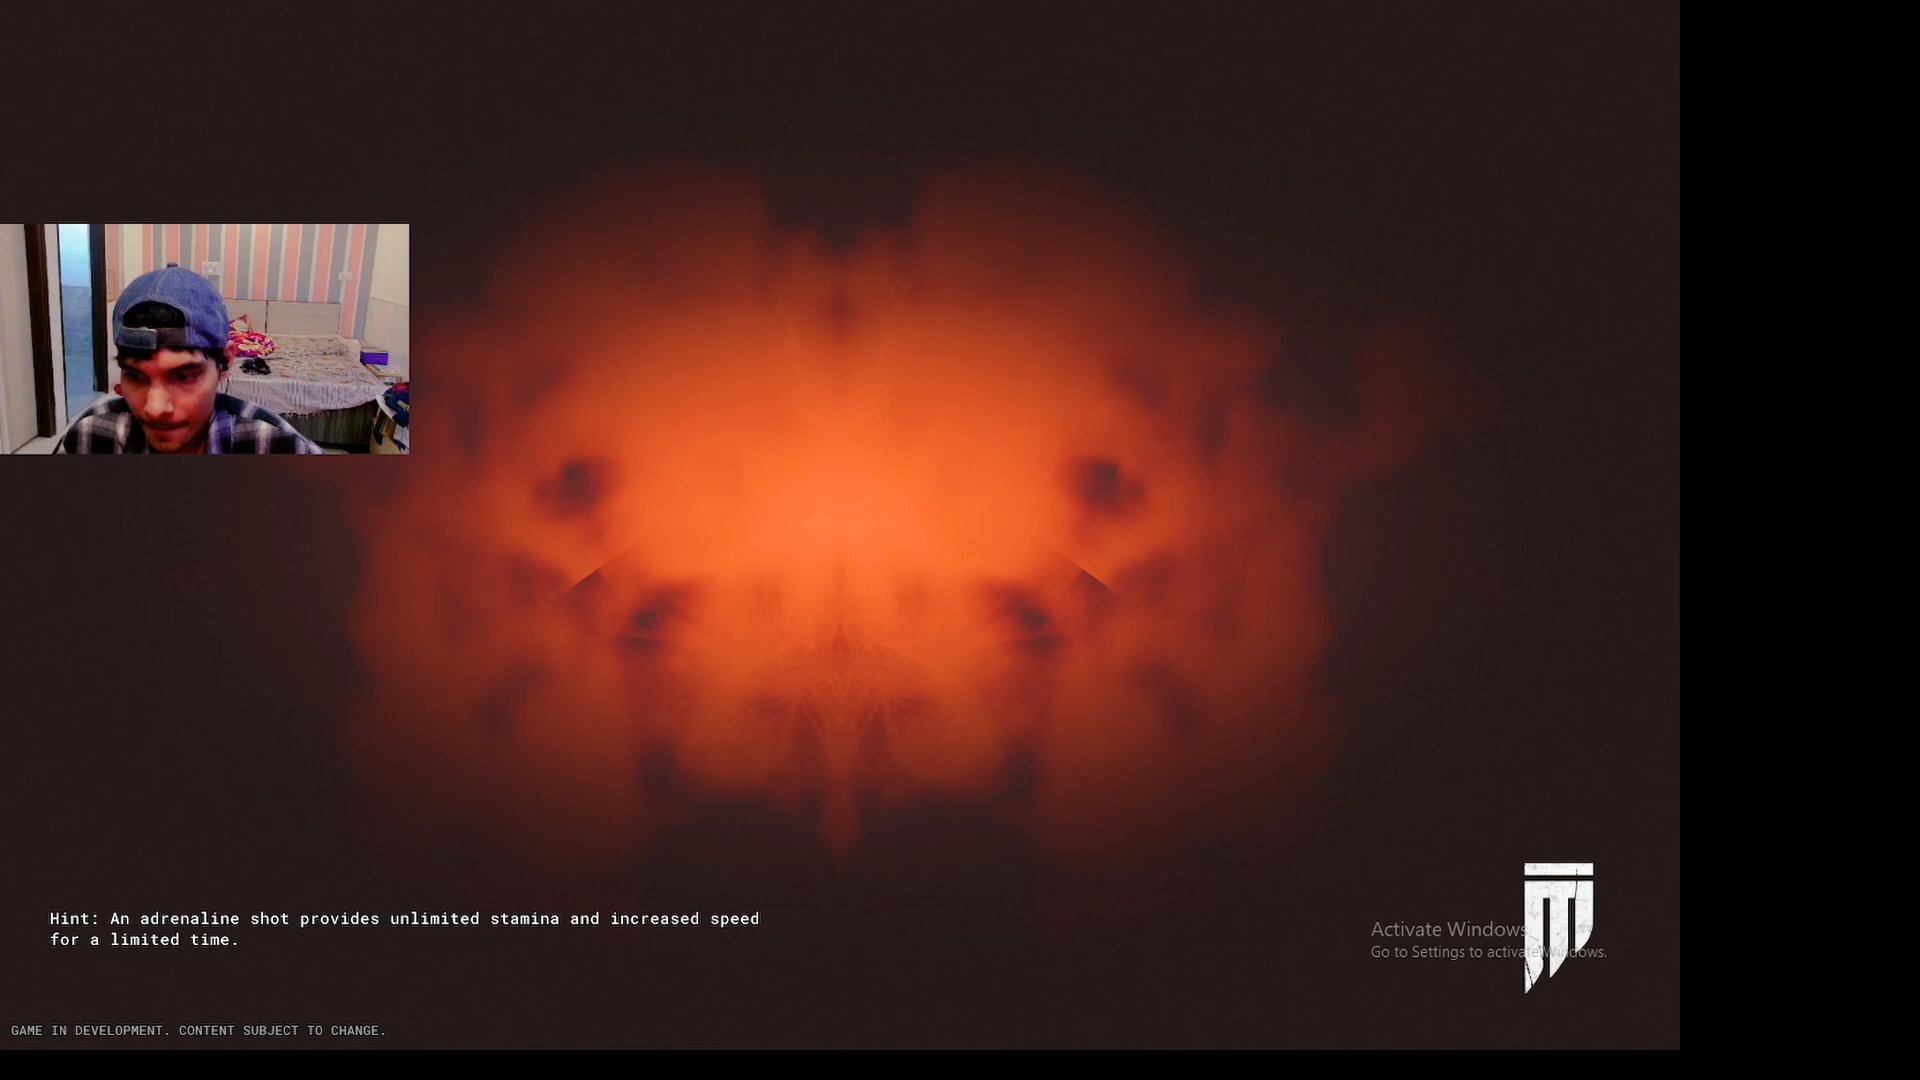 Hint: An adrenaline shot provides unlimited stamina and increased speed
for a limited time.
Activate Windows
Go to Settings to activate Windows.
GAME IN DEVELOPMENT. CONTENT SUBJECT TO CHANGE.